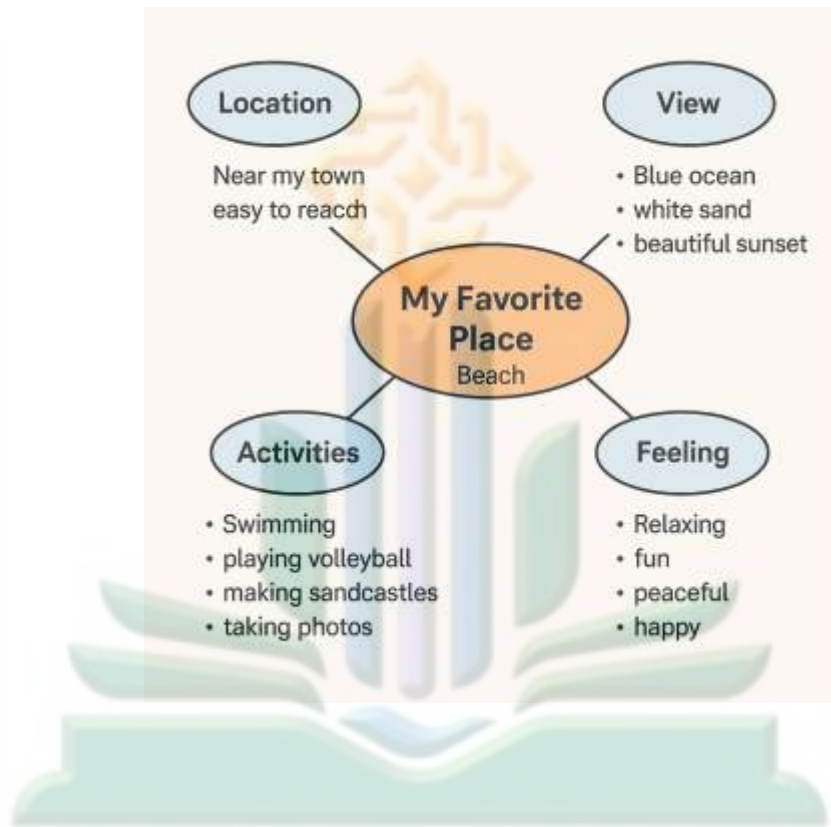 Location
Near my town
easy to reacch
View
• Blue ocean
• white sand
• beautiful sunset
My Favorite
Place
Beach
Activities
• Swimming
• playing volleyball
• making sandcastles
• taking photos
Feeling
• Relaxing
• fun
• peaceful
• happy